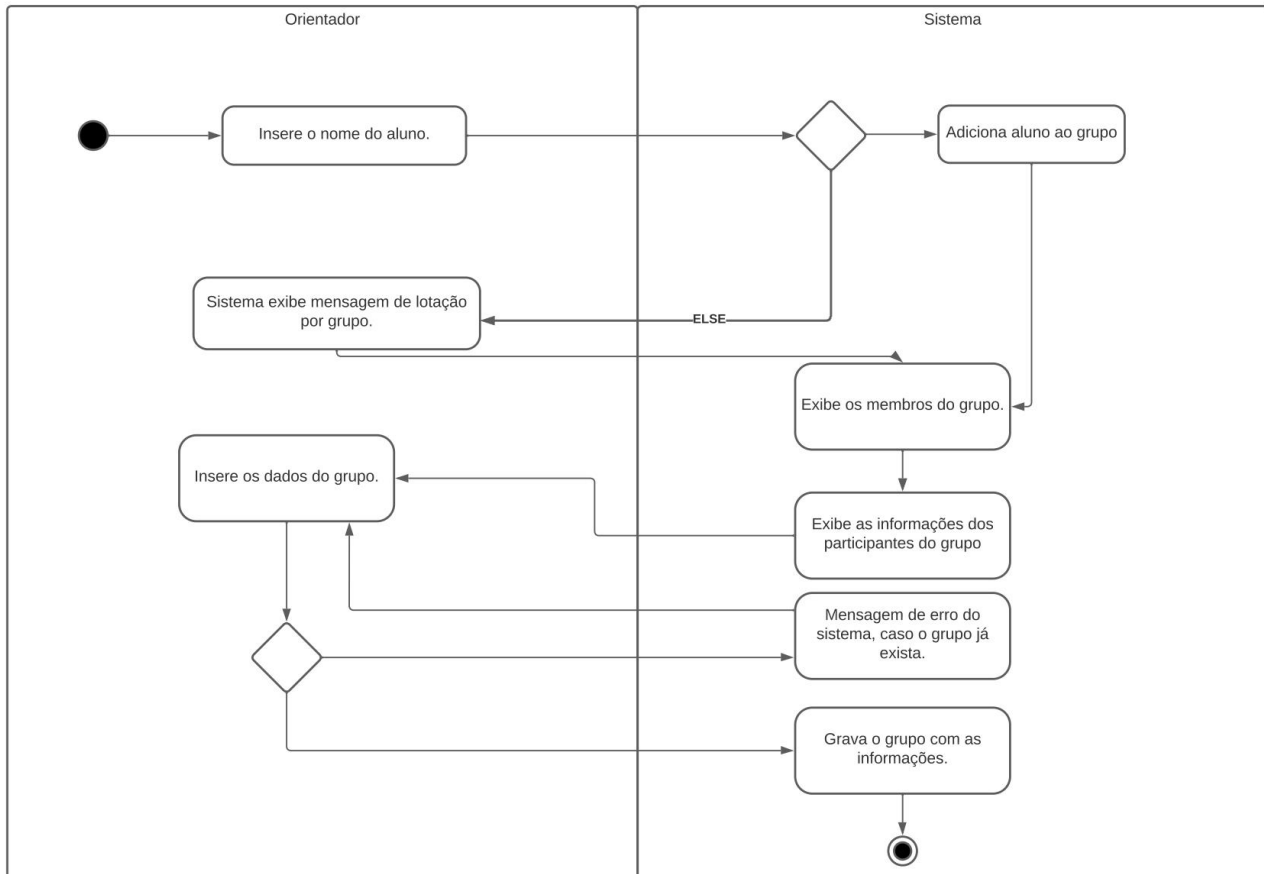 Orientador
Sistema
Insere o nome do aluno.
Adiciona aluno ao grupo
Sistema exibe mensagem de lotação
por grupo.
ELSE
Exibe os membros do grupo.
Insere os dados do grupo.
Exibe as informações dos
participantes do grupo
Mensagem de erro do
sistema, caso o grupo já
exista.
Grava o grupo com as
informações.